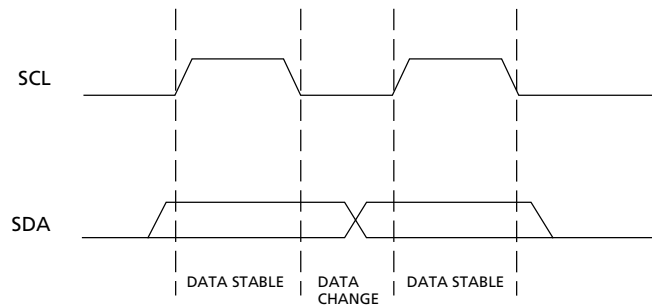 SCL
SDA
DATA STABLE
DATA
CHANGE
DATA STABLE